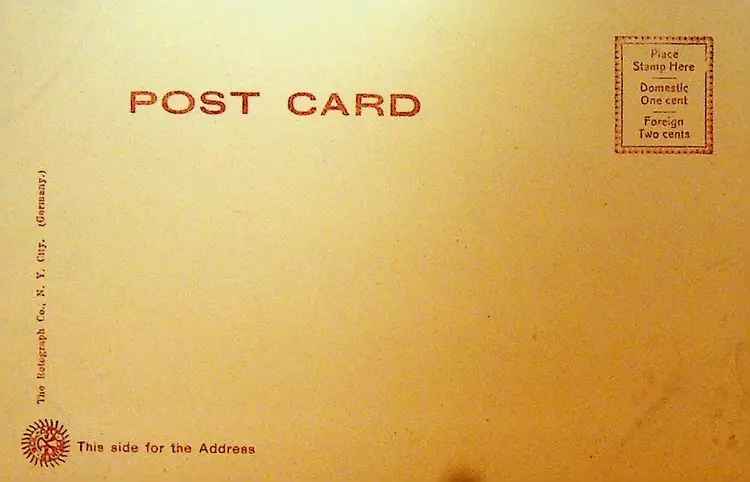 POST CARD
Place
Stamp Here
Domestic
One cent
Foreign
Two cents
The Rotograph Co., N. Y. City. (Germany.)
This side for the Address